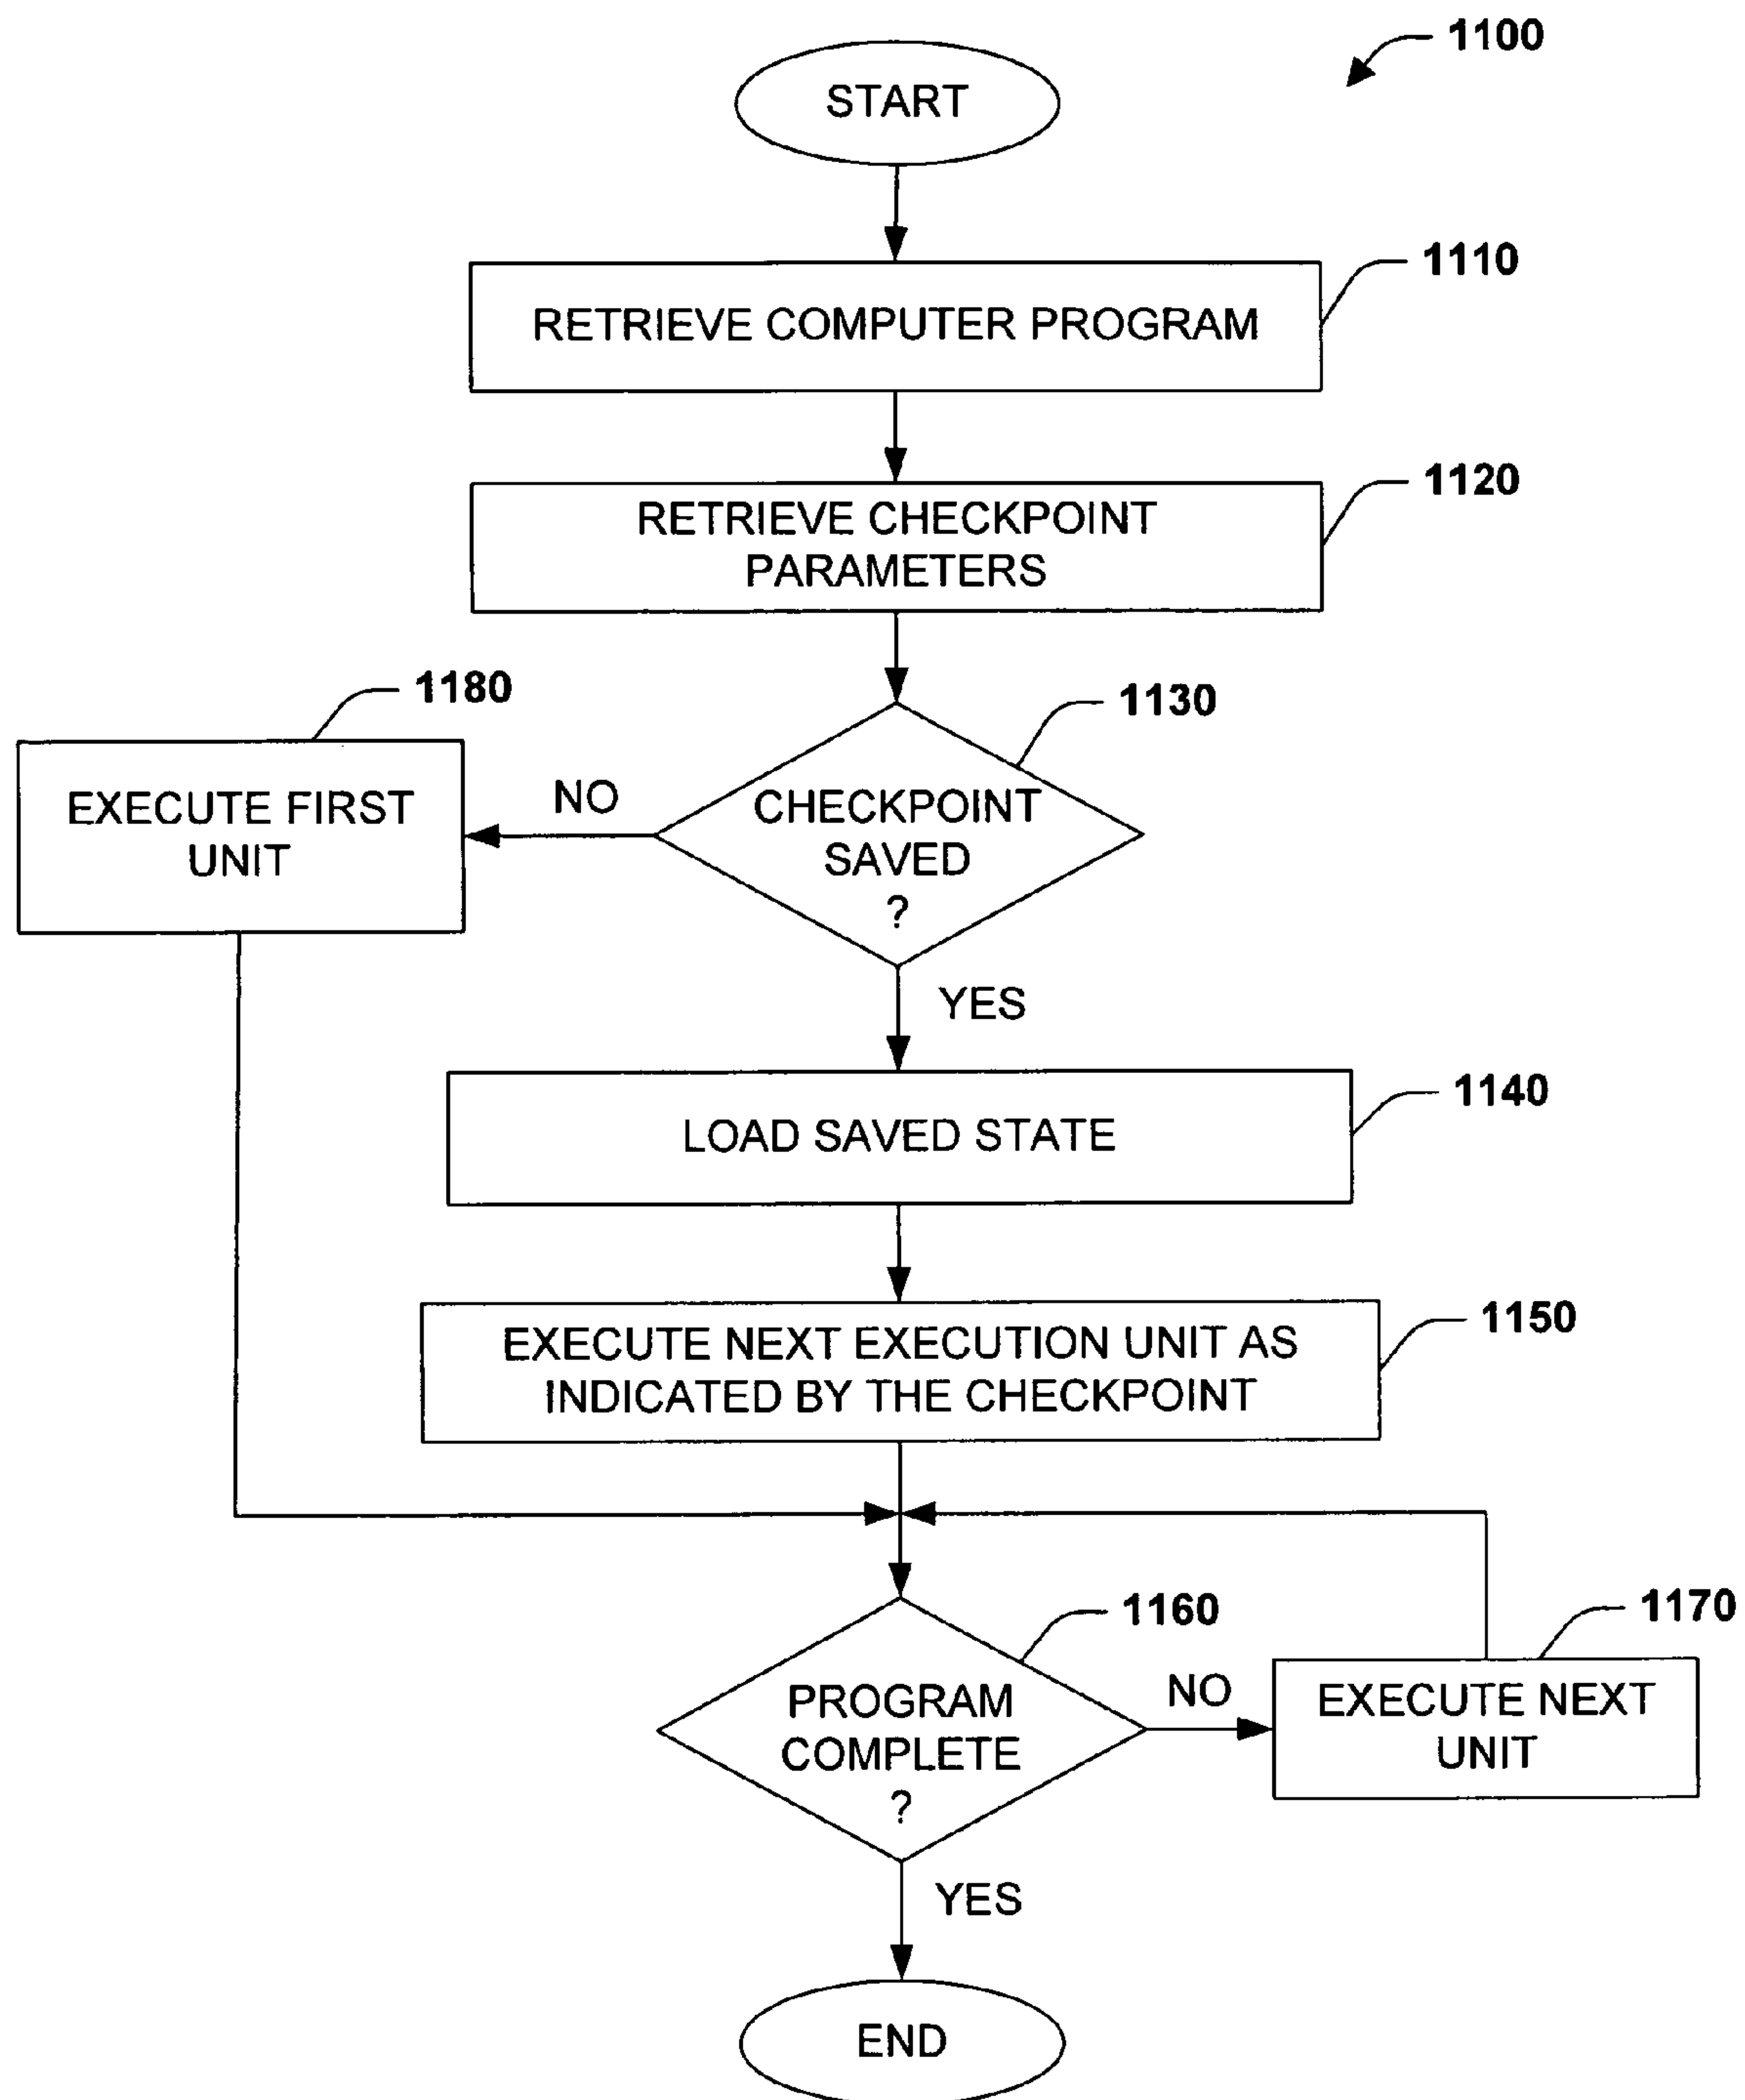 1100
START
1110
RETRIEVE COMPUTER PROGRAM
1120
RETRIEVE CHECKPOINT
PARAMETERS
1180
1130
EXECUTE FIRST
UNIT
NO
CHECKPOINT
SAVED
?
YES
1140
LOAD SAVED STATE
1150
EXECUTE NEXT EXECUTION UNIT AS
INDICATED BY THE CHECKPOINT
1160
1170
PROGRAM
COMPLETE
?
NO
EXECUTE NEXT
UNIT
YES
END